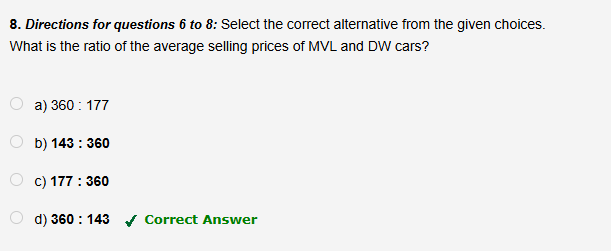 8. Directions for questions 6 to 8: Select the correct alternative from the given choices.
What is the ratio of the average selling prices of MVL and DW cars?
a) 360 : 177
b) 143 : 360
c) 177 : 360
d) 360 : 143 ✓ Correct Answer